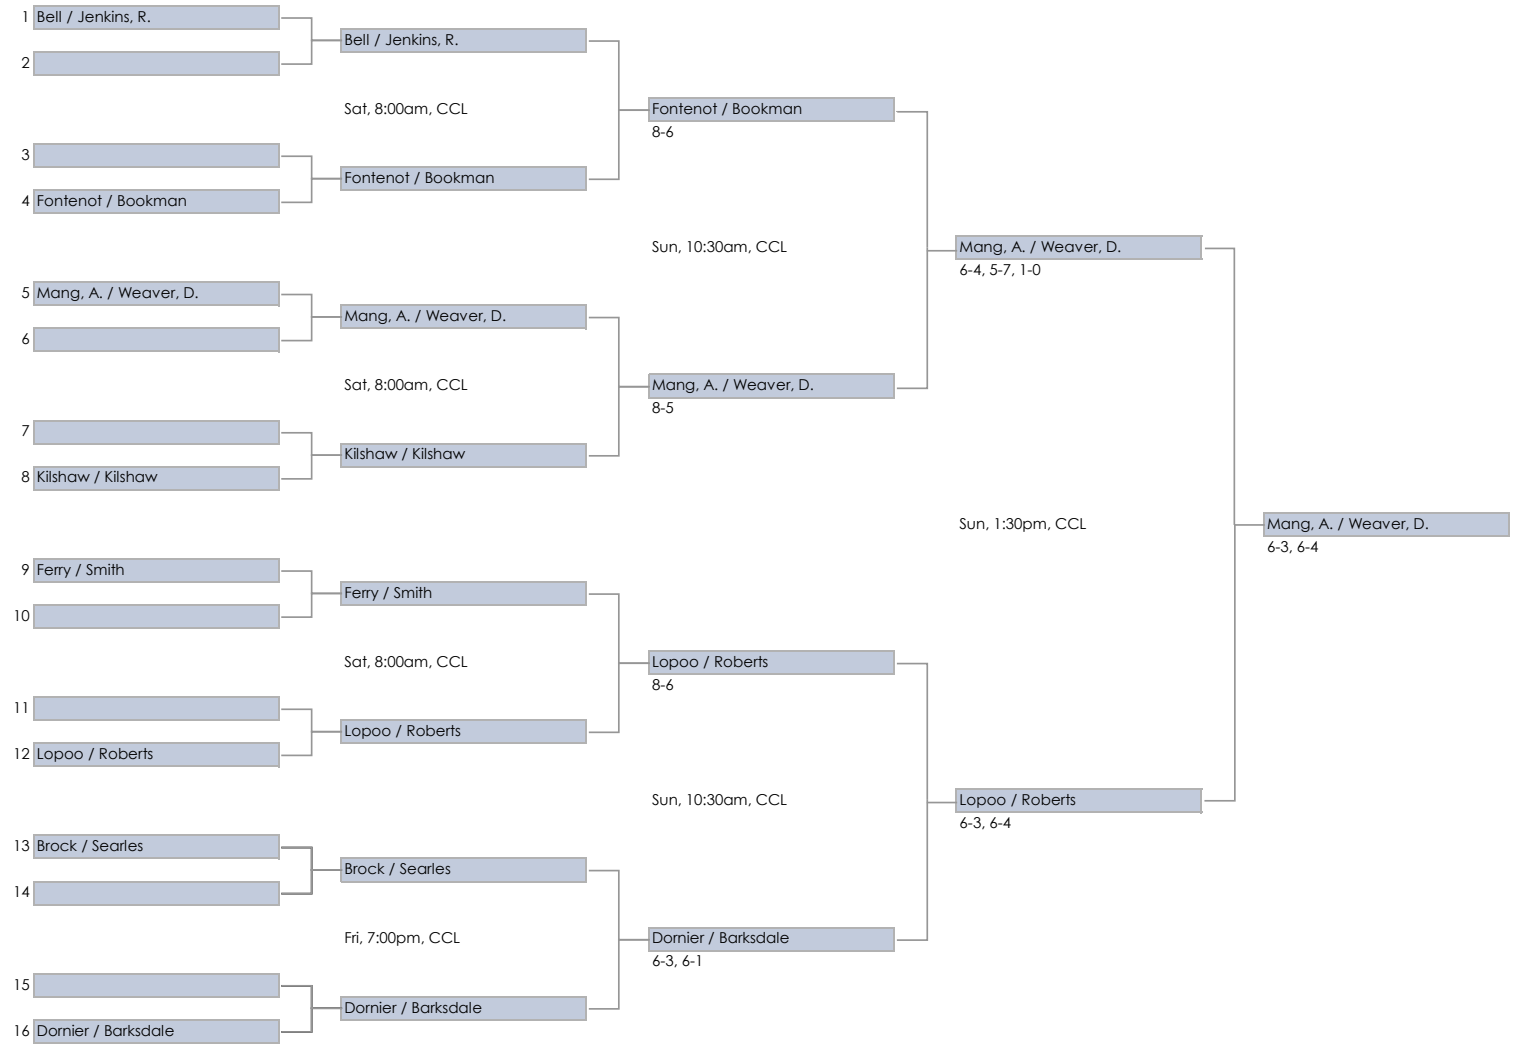 1 Bell / Jenkins, R.
Bell / Jenkins, R.
2
Sat, 8:00am, CCL
Fontenot / Bookman
8-6
3
Fontenot / Bookman
4 Fontenot / Bookman
Sun, 10:30am, CCL
Mang, A. / Weaver, D.
6-4, 5-7, 1-0
5 Mang, A. / Weaver, D.
Mang, A. / Weaver, D.
6
Sat, 8:00am, CCL
Mang, A. / Weaver, D.
8-5
7
Kilshaw / Kilshaw
8 Kilshaw / Kilshaw
Sun, 1:30pm, CCL
Mang, A. / Weaver, D.
6-3, 6-4
9 Ferry / Smith
Ferry / Smith
10
Sat, 8:00am, CCL
Lopoo / Roberts
8-6
11
Lopoo / Roberts
12 Lopoo / Roberts
Sun, 10:30am, CCL
Lopoo / Roberts
6-3, 6-4
13 Brock / Searles
Brock / Searles
14
Fri, 7:00pm, CCL
Dornier / Barksdale
6-3, 6-1
15
Dornier / Barksdale
16 Dornier / Barksdale